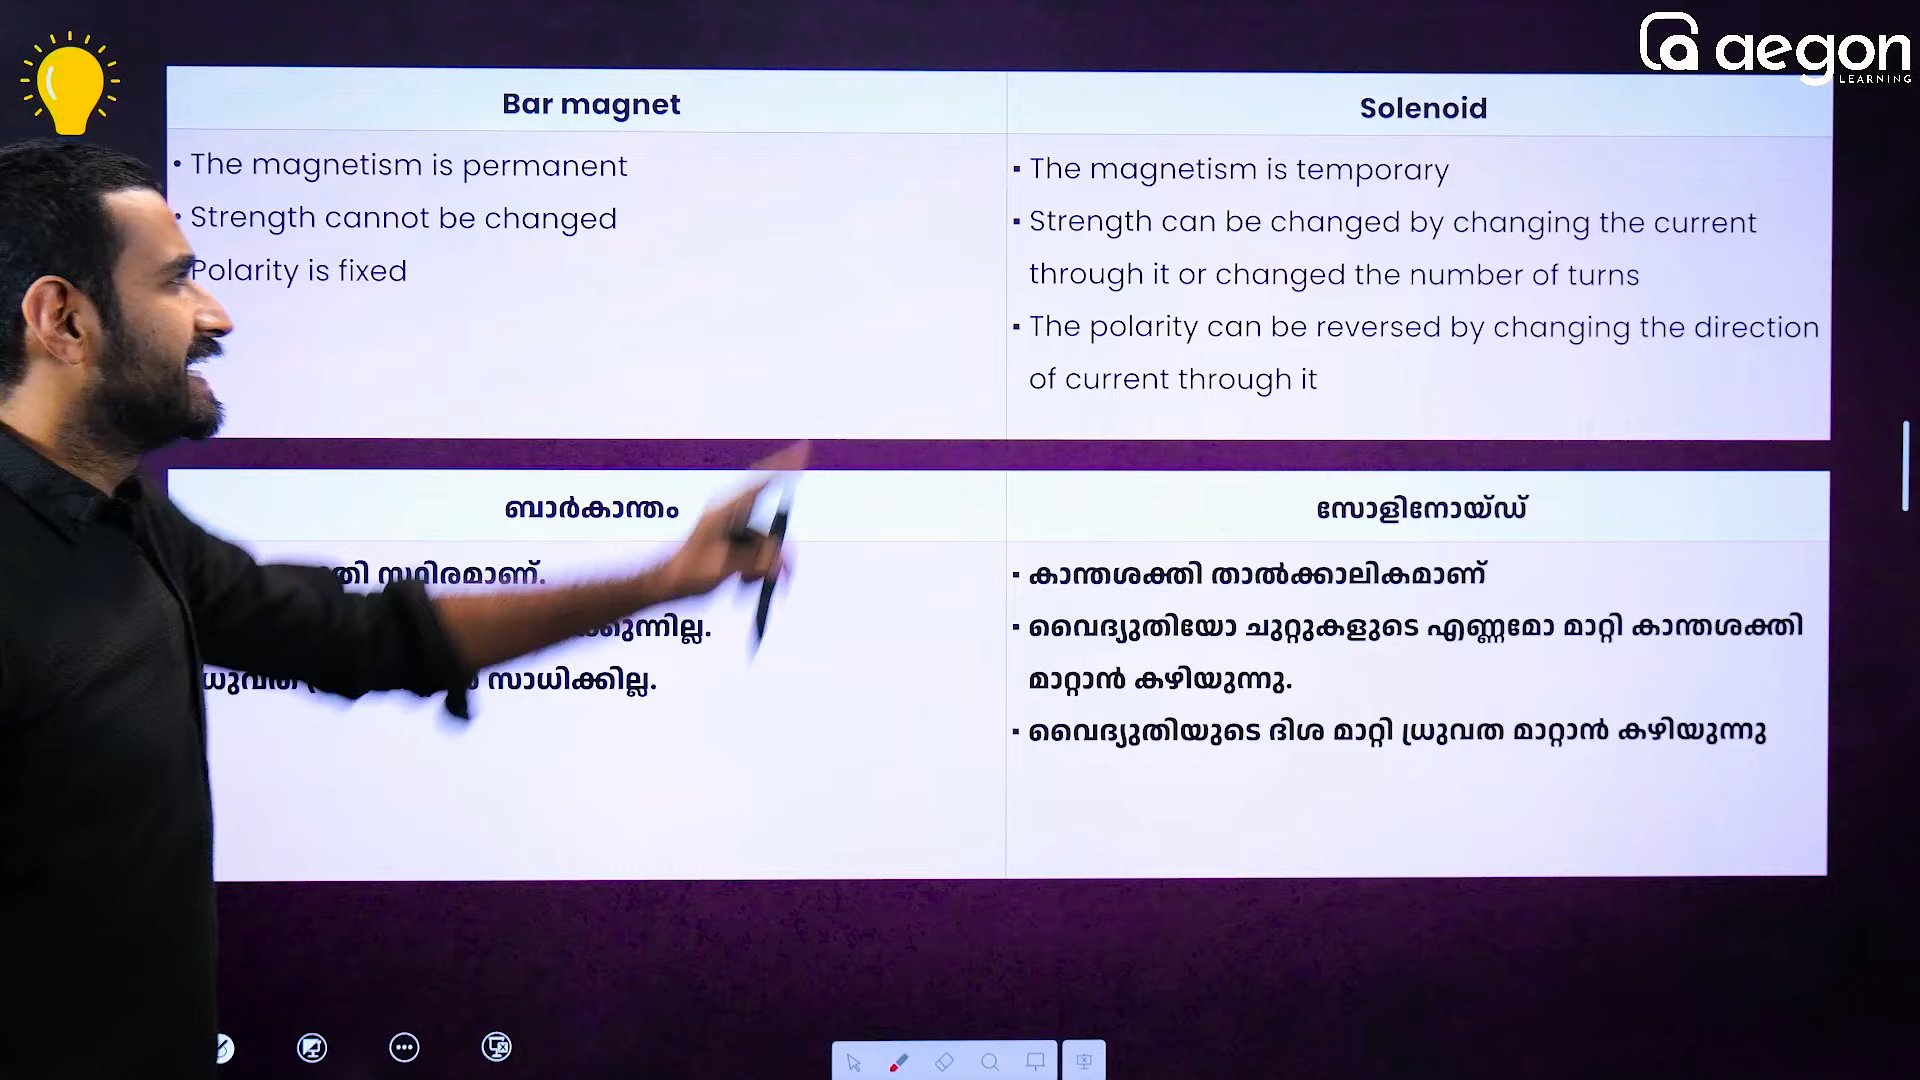 aegon
LEARNING
Bar magnet
• The magnetism is permanent
• Strength cannot be changed
Polarity is fixed
Solenoid
▪ The magnetism is temporary
▪ Strength can be changed by changing the current
through it or changed the number of turns
▪ The polarity can be reversed by changing the direction
of current through it
ബാർകാന്തം
സ്ഥിരമാണ്.
സാധിക്കില്ല.
സോളിനോയ്ഡ്
▪ കാന്തശക്തി താൽക്കാലികമാണ്
▪ വൈദ്യുതിയോ ചുറ്റുകളുടെ എണ്ണമോ മാറ്റി കാന്തശക്തി
മാറ്റാൻ കഴിയുന്നു.
▪ വൈദ്യുതിയുടെ ദിശ മാറ്റി ധ്രുവത മാറ്റാൻ കഴിയുന്നു